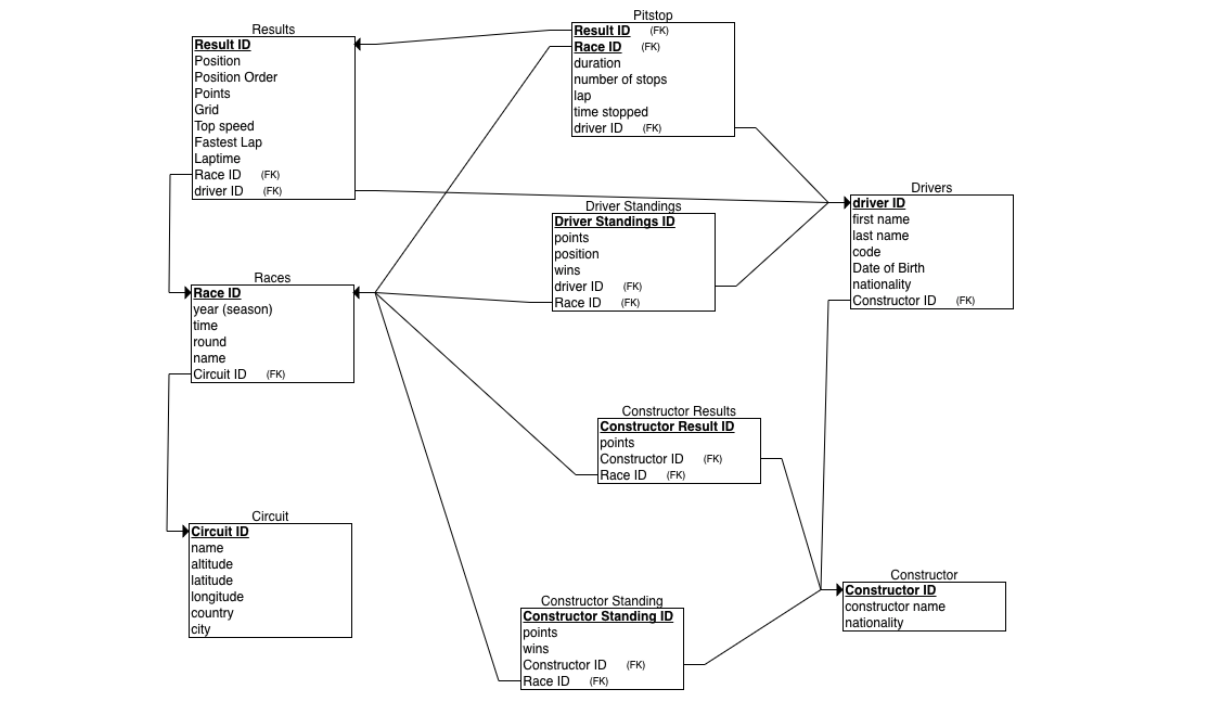 Results
Result ID
Position
Position Order
Points
Grid
Top speed
Fastest Lap
Laptime
Race ID (FK)
driver ID (FK)
Pitstop
Result ID (FK)
Race ID (FK)
duration
number of stops
lap
time stopped
driver ID (FK)
Drivers
driver ID
first name
last name
code
Date of Birth
nationality
Constructor ID (FK)
Driver Standings
Driver Standings ID
points
position
wins
driver ID (FK)
Race ID (FK)
Races
Race ID
year (season)
time
round
name
Circuit ID (FK)
Constructor Results
Constructor Result ID
points
Constructor ID (FK)
Race ID (FK)
Circuit
Circuit ID
name
altitude
latitude
longitude
country
city
Constructor Standing
Constructor Standing ID
points
wins
Constructor ID (FK)
Race ID (FK)
Constructor
Constructor ID
constructor name
nationality